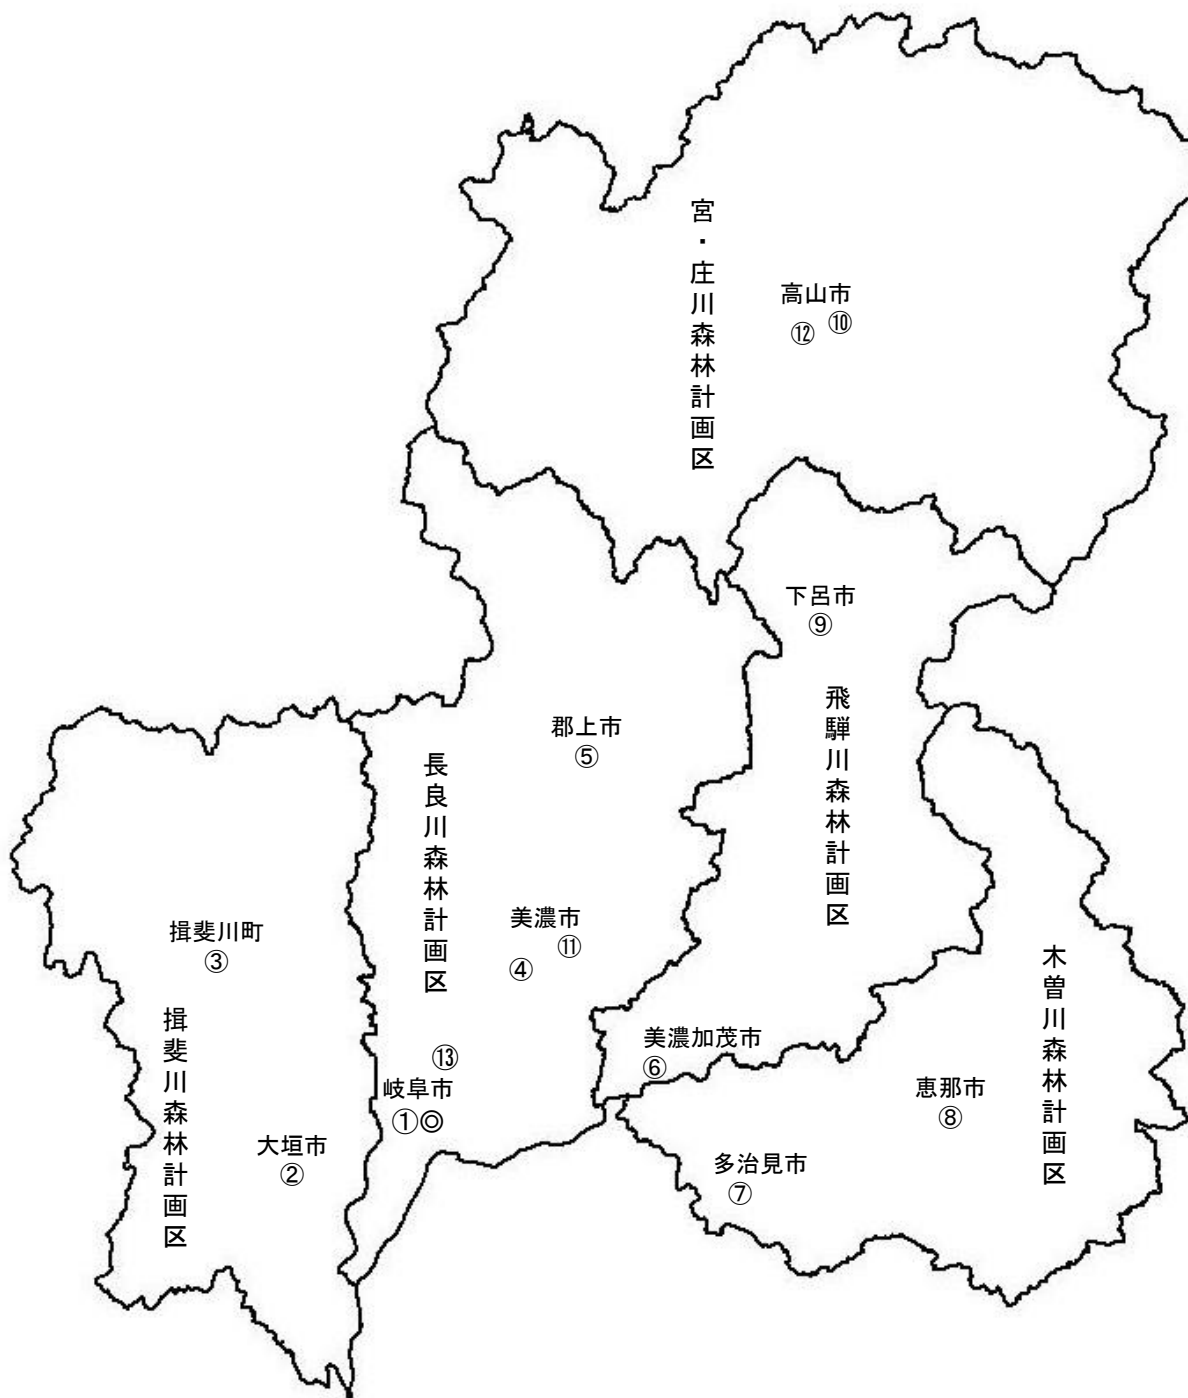 宮・庄川森林計画区
高山市
⑫ ⑩
下呂市
⑨
飛騨川森林計画区
郡上市
⑤
長良川森林計画区
美濃市
⑪
④
揖斐川町
③
揖斐川森林計画区
木曽川森林計画区
⑬
岐阜市
①◎
美濃加茂市
⑥
恵那市
⑧
大垣市
②
多治見市
⑦